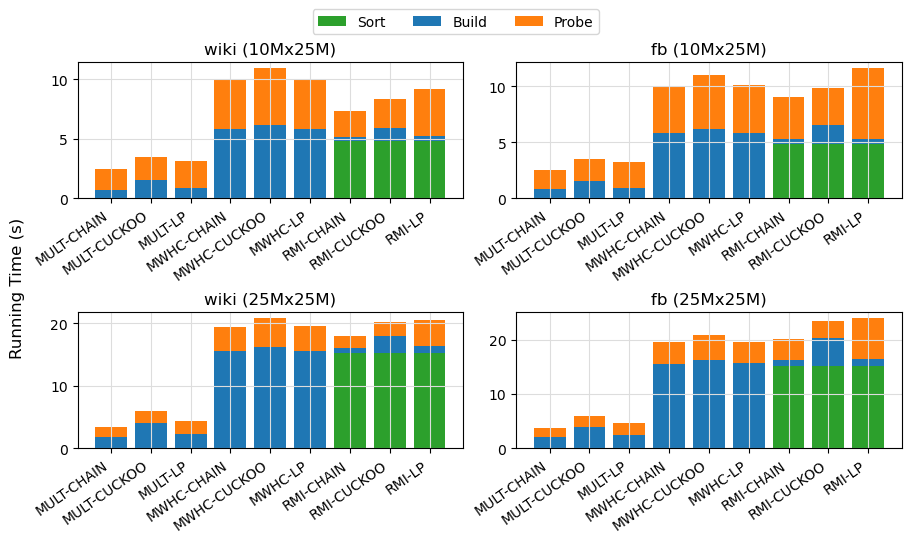 Sort Build Probe
wiki (10Mx25M)
10
5
0
MULT-CHAIN
MULT-CUCKOO
MULT-LP
MWHC-CHAIN
MWHC-CUCKOO
MWHC-LP
RMI-CHAIN
RMI-CUCKOO
RMI-LP
fb (10Mx25M)
10
5
0
MULT-CHAIN
MULT-CUCKOO
MULT-LP
MWHC-CHAIN
MWHC-CUCKOO
MWHC-LP
RMI-CHAIN
RMI-CUCKOO
RMI-LP
Running Time (s)
wiki (25Mx25M)
20
10
0
MULT-CHAIN
MULT-CUCKOO
MULT-LP
MWHC-CHAIN
MWHC-CUCKOO
MWHC-LP
RMI-CHAIN
RMI-CUCKOO
RMI-LP
fb (25Mx25M)
20
10
0
MULT-CHAIN
MULT-CUCKOO
MULT-LP
MWHC-CHAIN
MWHC-CUCKOO
MWHC-LP
RMI-CHAIN
RMI-CUCKOO
RMI-LP